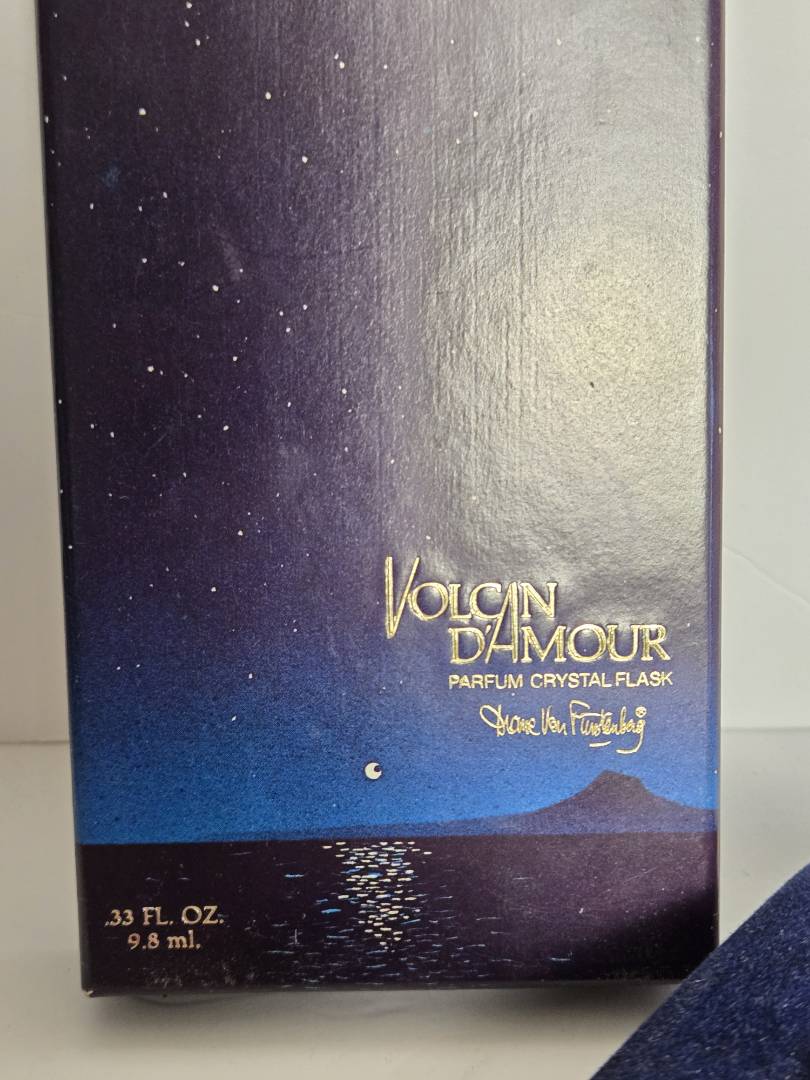 VOLCAN
D'AMOUR
PARFUM CRYSTAL FLASK
Diane Von Furstenberg®
.33 FL. OZ.
9.8 ml.